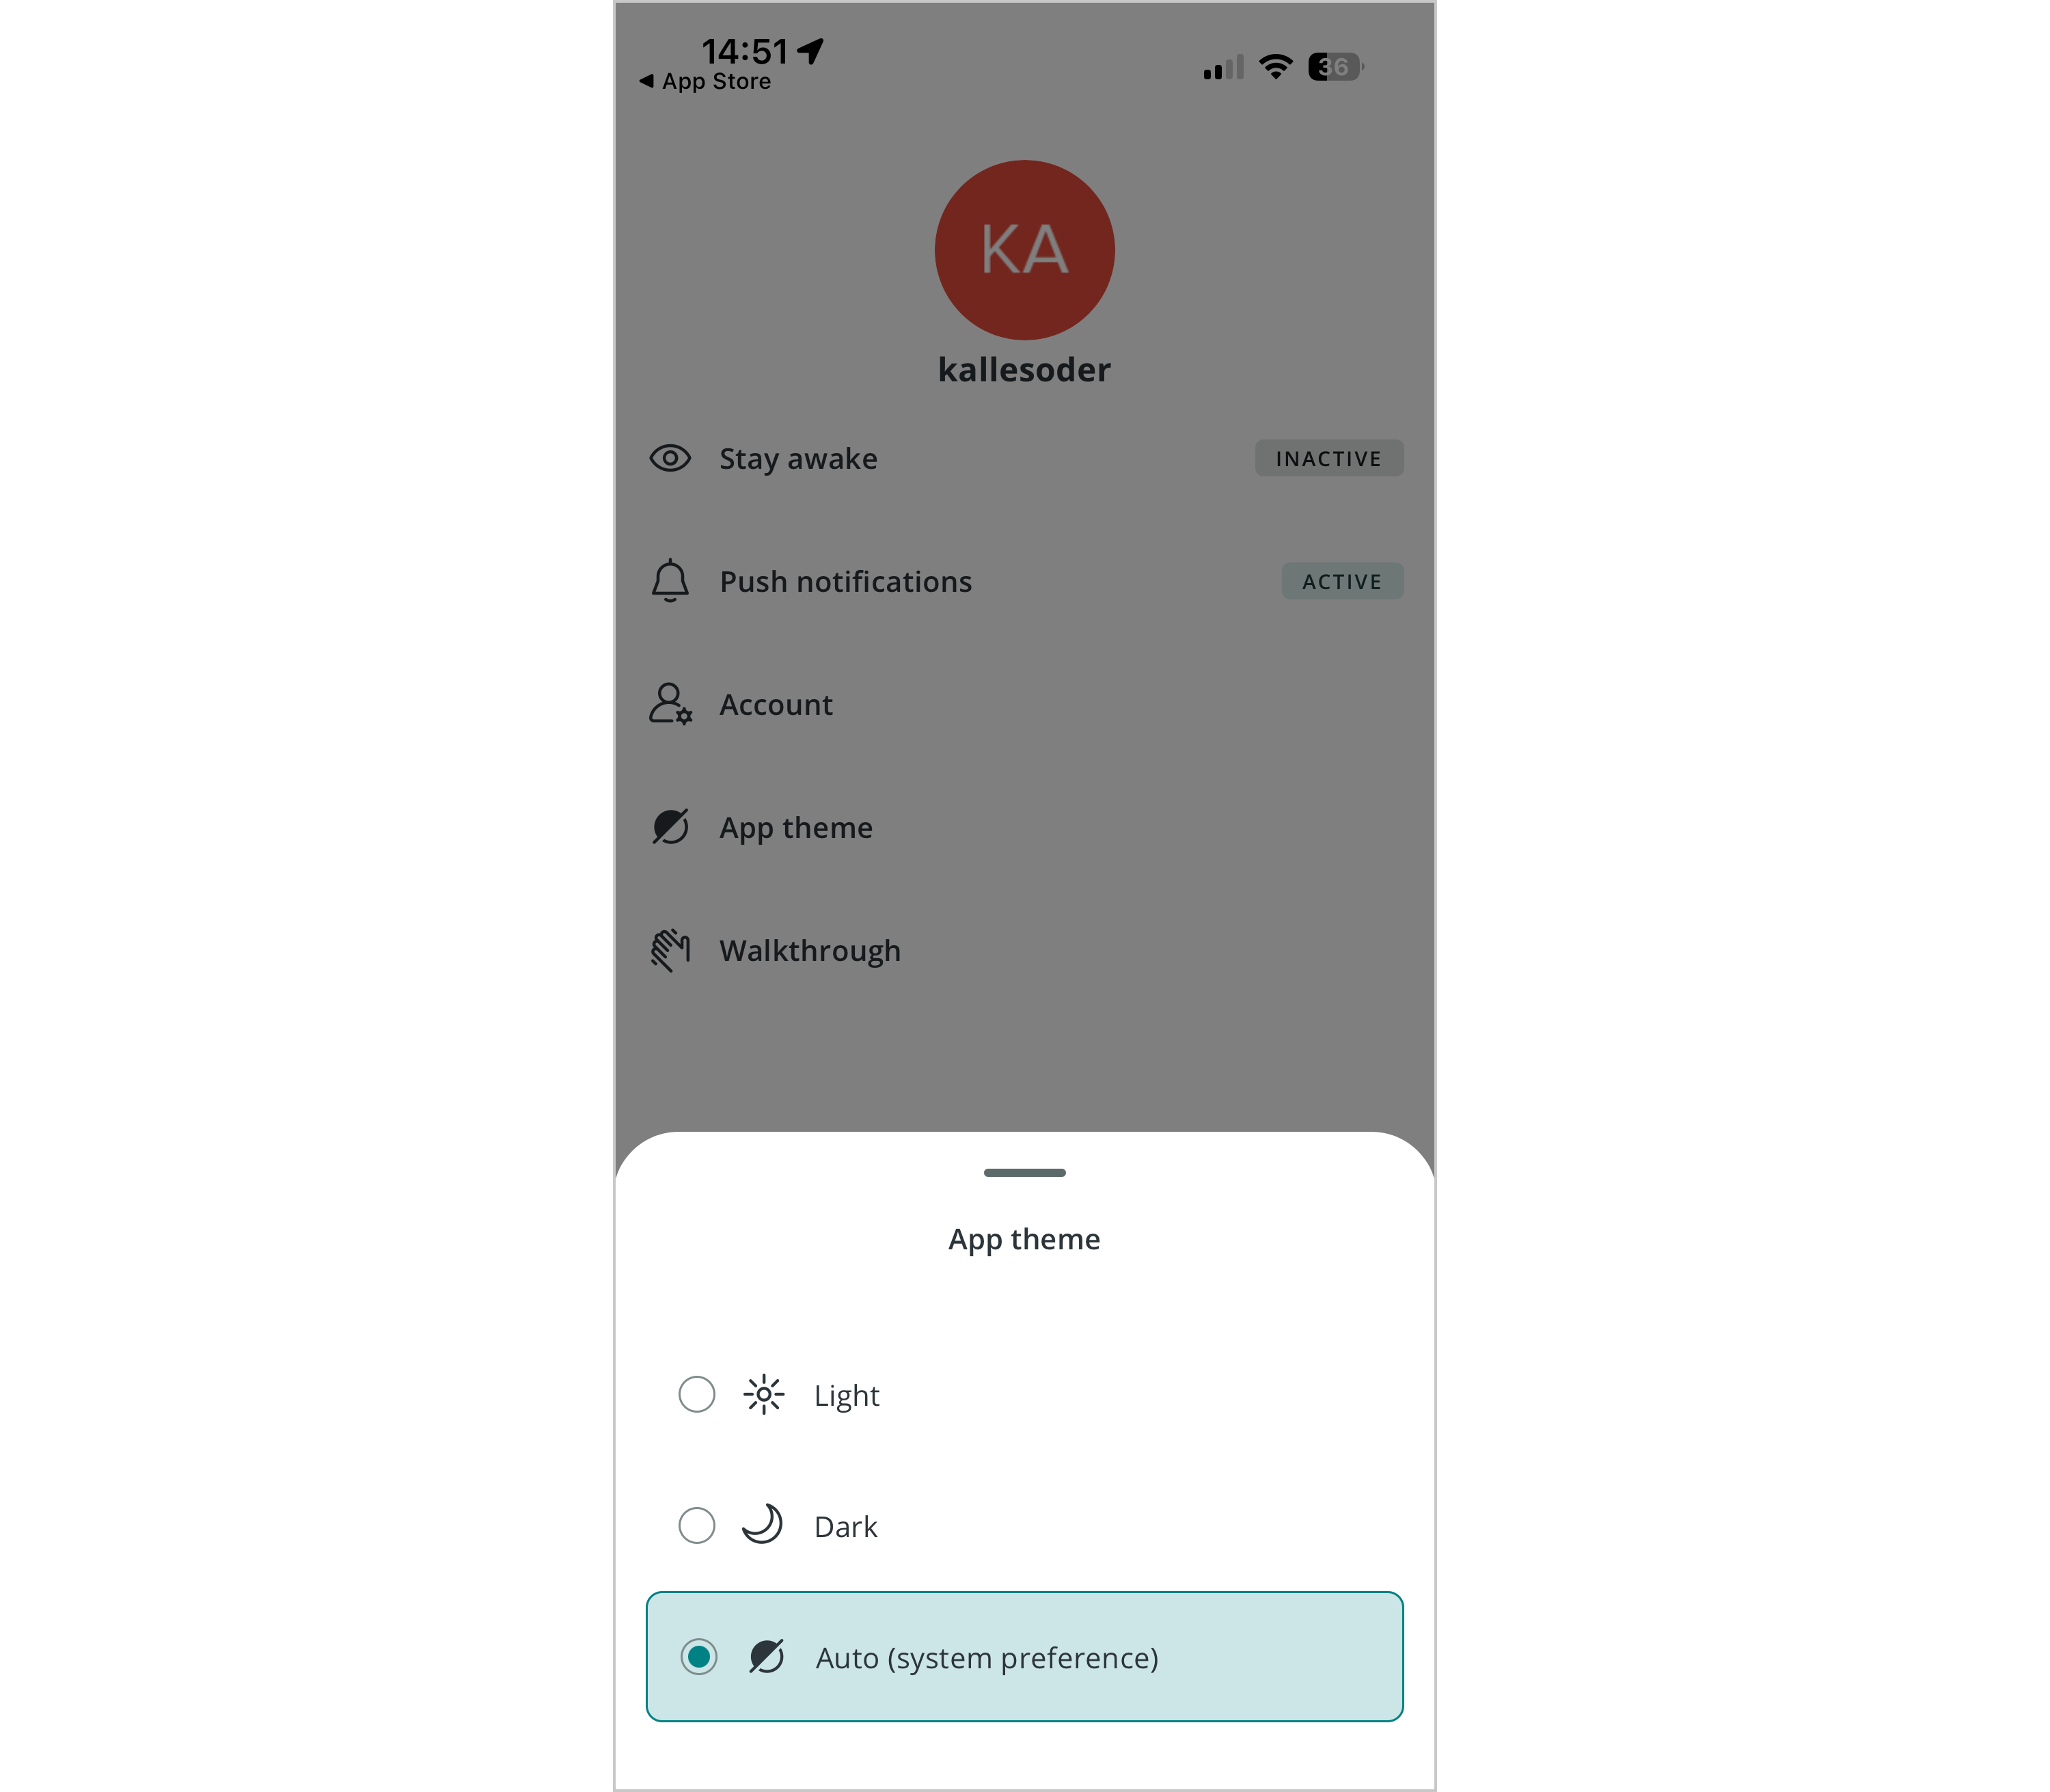 14:51
App Store
36
KA
kallesoder
Stay awake
INACTIVE
Push notifications
ACTIVE
Account
App theme
Walkthrough
App theme
Light
Dark
Auto (system preference)